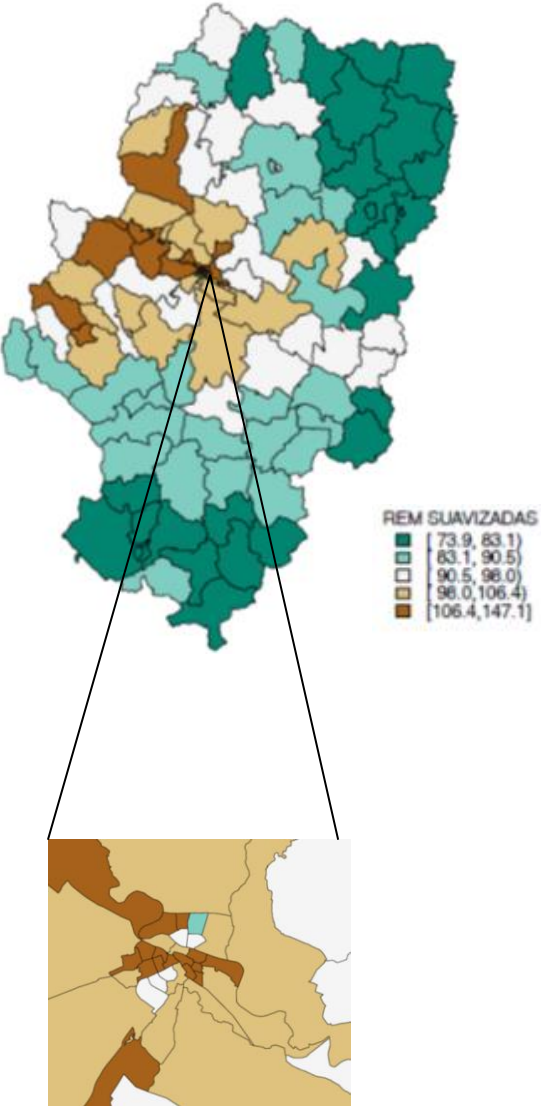 REM SUAVIZADAS
[ 73.9, 83.1)
[ 83.1, 90.5)
[ 90.5, 98.0)
[ 98.0,106.4)
[106.4,147.1]